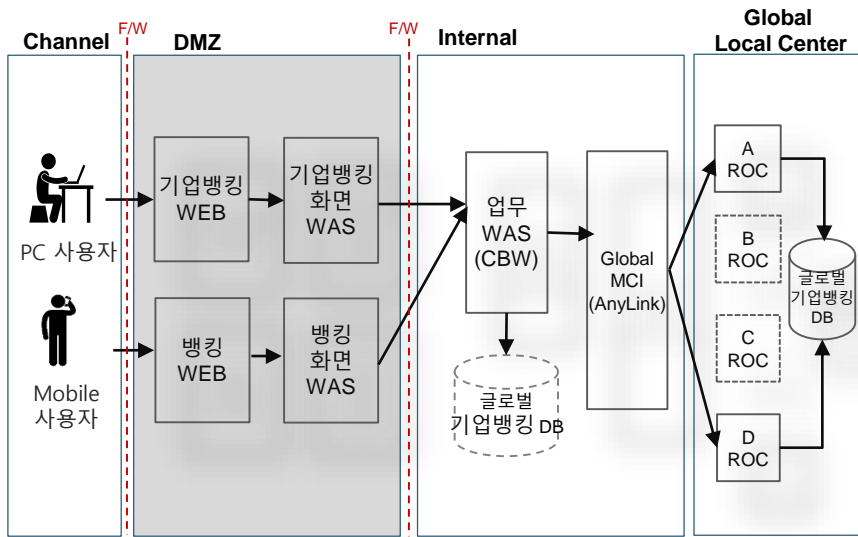 Channel
F/W
DMZ
F/W
Internal
Global
Local Center
PC 사용자
Mobile
사용자
기업뱅킹
WEB
기업뱅킹
화면
WAS
뱅킹
WEB
뱅킹
화면
WAS
업무
WAS
(CBW)
글로벌
기업뱅킹 DB
Global
MCI
(AnyLink)
A
ROC
B
ROC
C
ROC
D
ROC
글로벌
기업뱅킹
DB